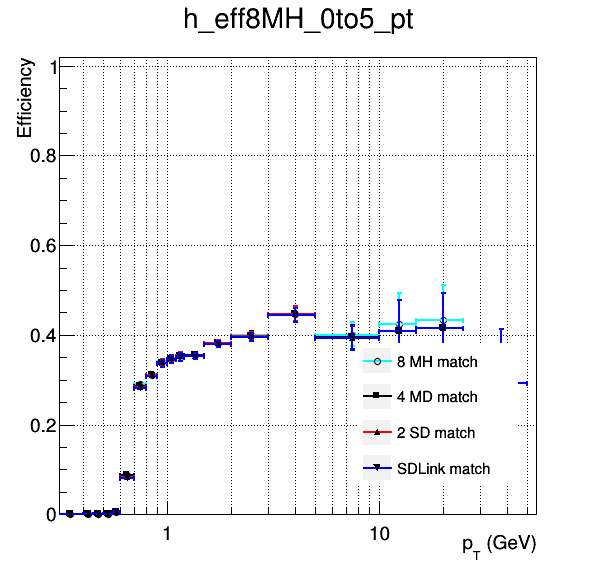 h_eff8MH_0to5_pt
Efficiency
1
0.8
0.6
0.4
0.2
0
8 MH match
4 MD match
2 SD match
SDLink match
1
10
p_T (GeV)